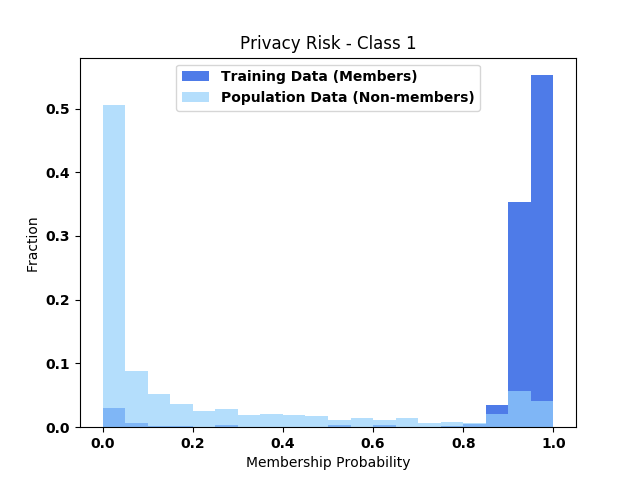 Privacy Risk - Class 1
Training Data (Members)
Population Data (Non-members)
Fraction
0.5
0.4
0.3
0.2
0.1
0.0
0.0 0.2 0.4 0.6 0.8 1.0
Membership Probability